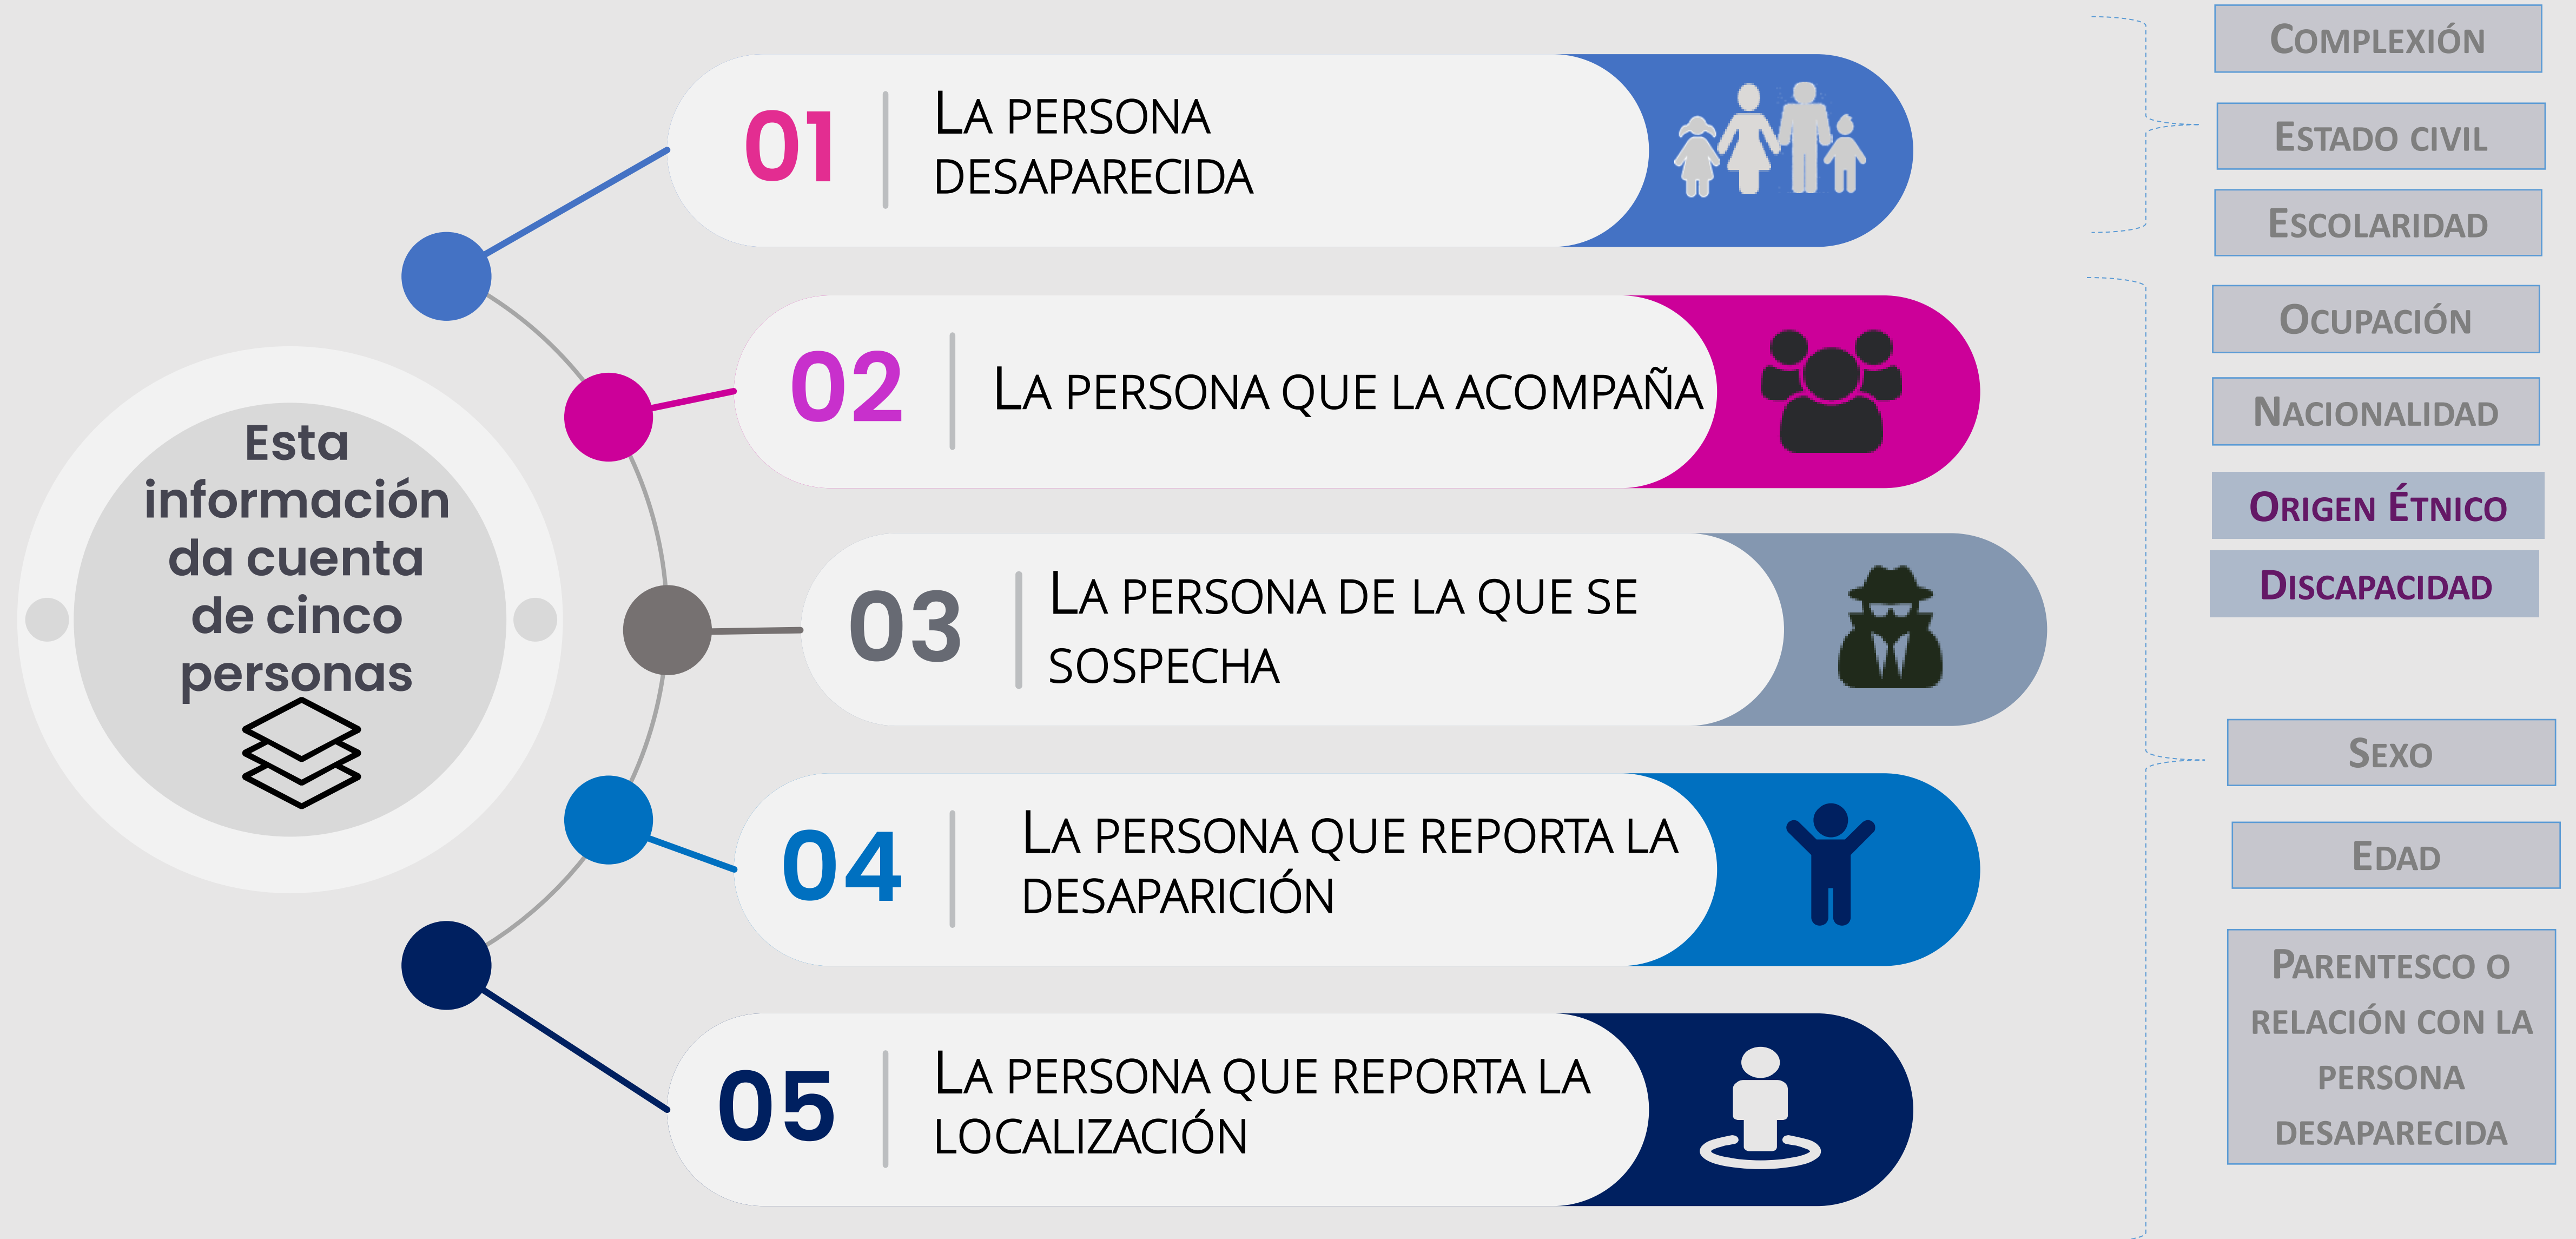 Esta
información
da cuenta
de cinco
personas
01
La persona
desaparecida
02
La persona que la acompaña
03
La persona de la que se
sospecha
04
La persona que reporta la
desaparición
05
La persona que reporta la
localización
Complexión
Estado civil
Escolaridad
Ocupación
Nacionalidad
Origen Étnico
Discapacidad
Sexo
Edad
Parentesco o
relación con la
persona
desaparecida